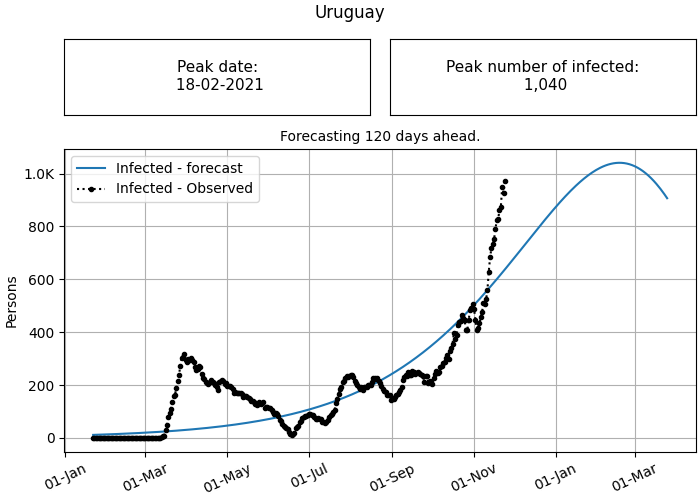 Uruguay
Peak date:
18-02-2021
Peak number of infected:
1,040
Forecasting 120 days ahead.
Infected - forecast
Infected - Observed
Persons
1.0K
800
600
400
200
0
01-Jan
01-Mar
01-May
01-Jul
01-Sep
01-Nov
01-Jan
01-Mar